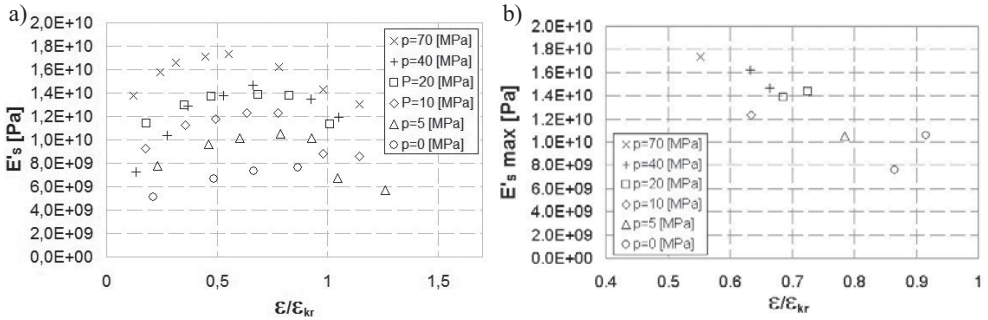 a)
2,0E+10
1,8E+10
1,6E+10
1,4E+10
1,2E+10
1,0E+10
8,0E+09
6,0E+09
4,0E+09
2,0E+09
0,0E+00
E's [Pa]
0
0,5
1
1,5
ε/εkr
p=70 [MPa]
p=40 [MPa]
P=20 [MPa]
P=10 [MPa]
p=5 [MPa]
p=0 [MPa]
b)
2.0E+10
1.8E+10
1.6E+10
1.4E+10
1.2E+10
1.0E+10
8.0E+10
6.0E+10
4.0E+10
2.0E+10
0.0E+00
E's max [Pa]
0.4
0.5
0.6
0.7
0.8
0.9
1
ε/εkr
p=70 [MPa]
p=40 [MPa]
p=20 [MPa]
p=10 [MPa]
p=5 [MPa]
p=0 [MPa]